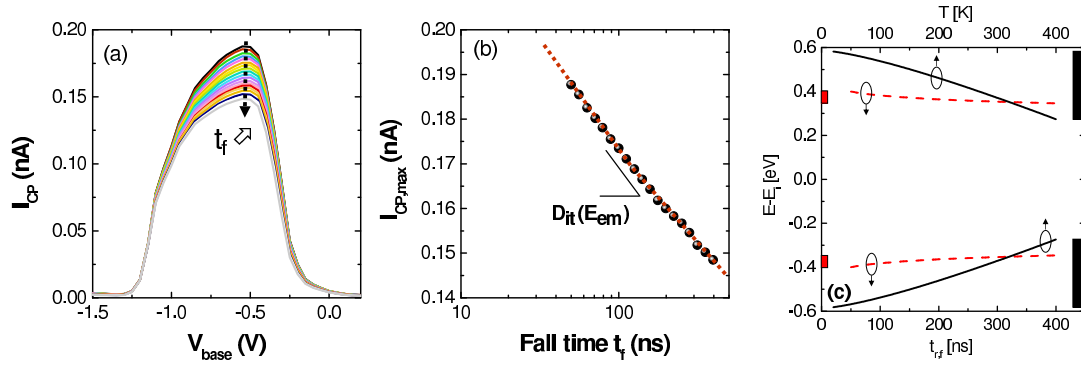 (a)
0.20
0.15
0.10
0.05
0.00
-1.5
-1.0
-0.5
0.0
I_CP (nA)
V_base (V)
t_f
(b)
0.20
0.19
0.18
0.17
0.16
0.15
0.14
10
100
I_CP,max (nA)
Fall time t_f (ns)
D_it(E_em)
T [K]
0
100
200
300
400
0.6
0.4
0.2
0.0
-0.2
-0.4
-0.6
E-E_i [eV]
(c)
0
100
200
300
400
t_r,f [ns]